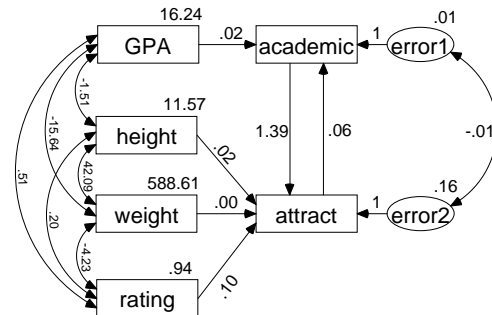 16.24
GPA
.02
academic
1
.01
error1
-1.51
11.57
height
1.39
.06
-.01
-15.64
.51
42.09
.02
588.61
weight
.00
attract
1
.16
error2
.20
-4.23
.94
rating
.10